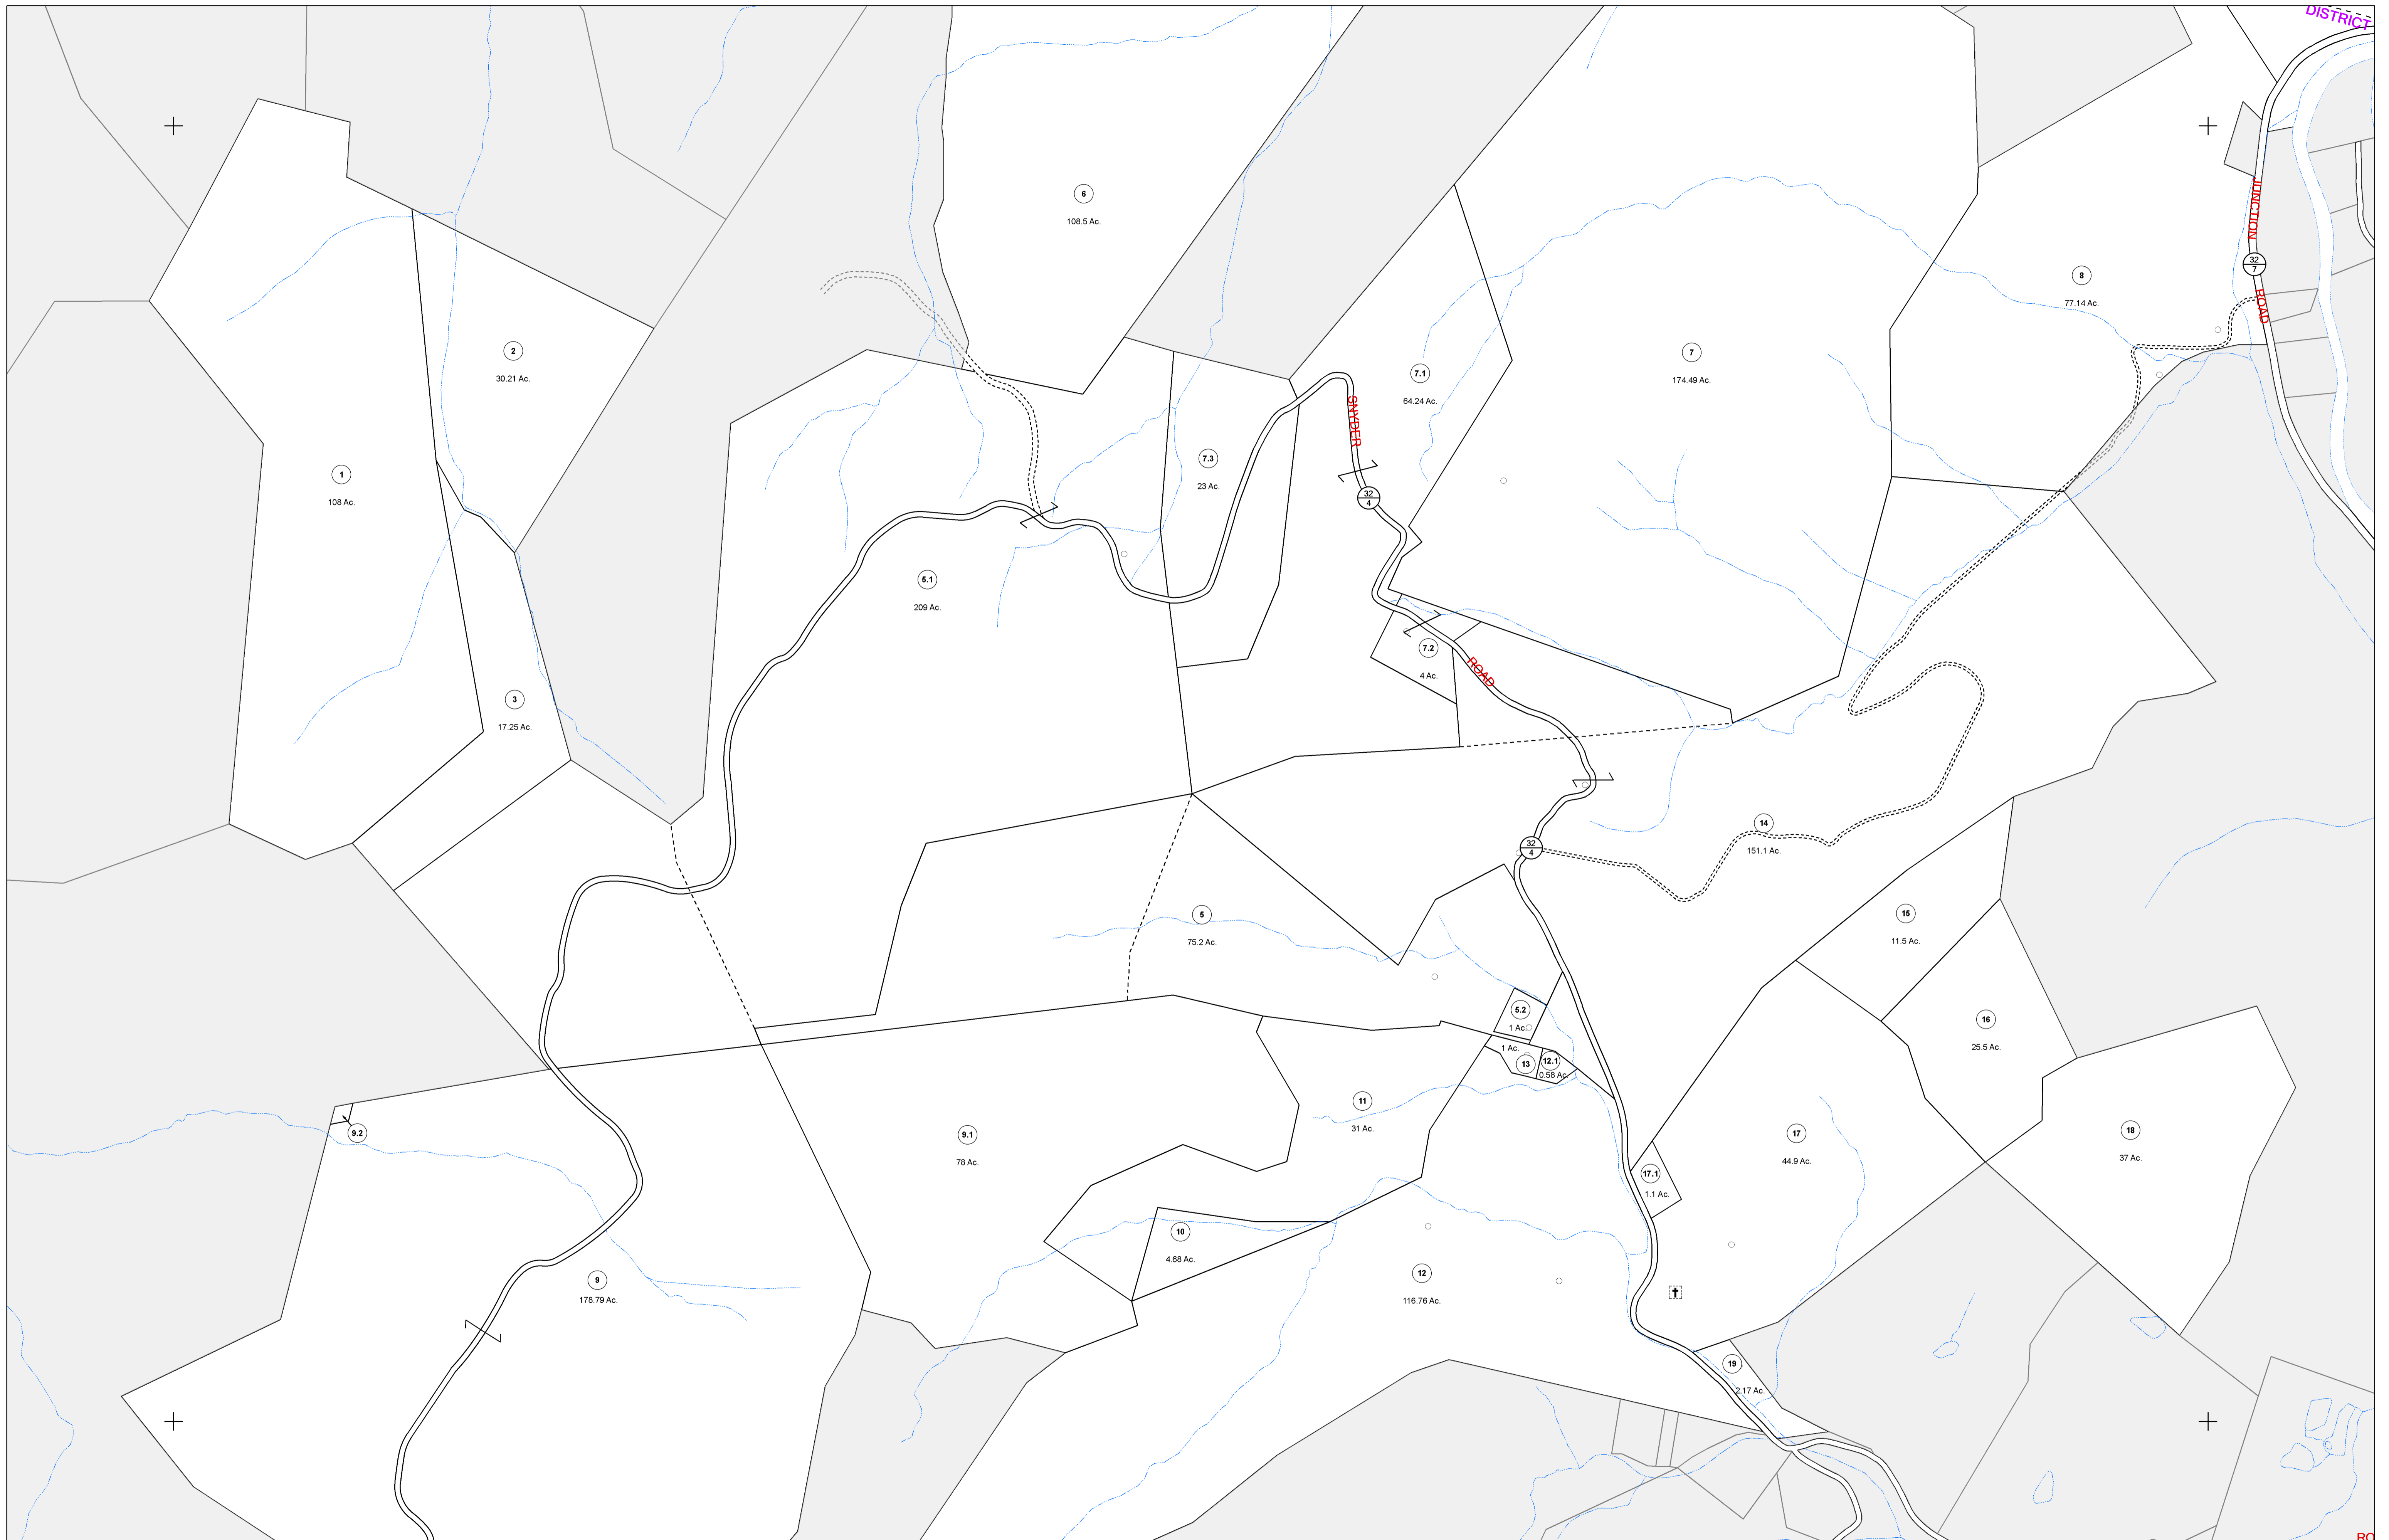 DISTRICT
6
108.5 Ac.
JUNCTION
32
7
ROAD
8
77.14 Ac.
2
30.21 Ac.
7
174.49 Ac.
7.1
64.24 Ac.
SNYDER
7.3
23 Ac.
1
108 Ac.
32
4
5.1
209 Ac.
7.2
4 Ac.
ROAD
3
17.25 Ac.
14
151.1 Ac.
32
4
5
75.2 Ac.
15
11.5 Ac.
5.2
1 Ac.
16
25.5 Ac.
1 Ac.
13
12.1
0.58 Ac.
11
31 Ac.
9.2
9.1
78 Ac.
17
44.9 Ac.
18
37 Ac.
17.1
1.1 Ac.
10
4.68 Ac.
9
178.79 Ac.
12
116.76 Ac.
19
2.17 Ac.
RO